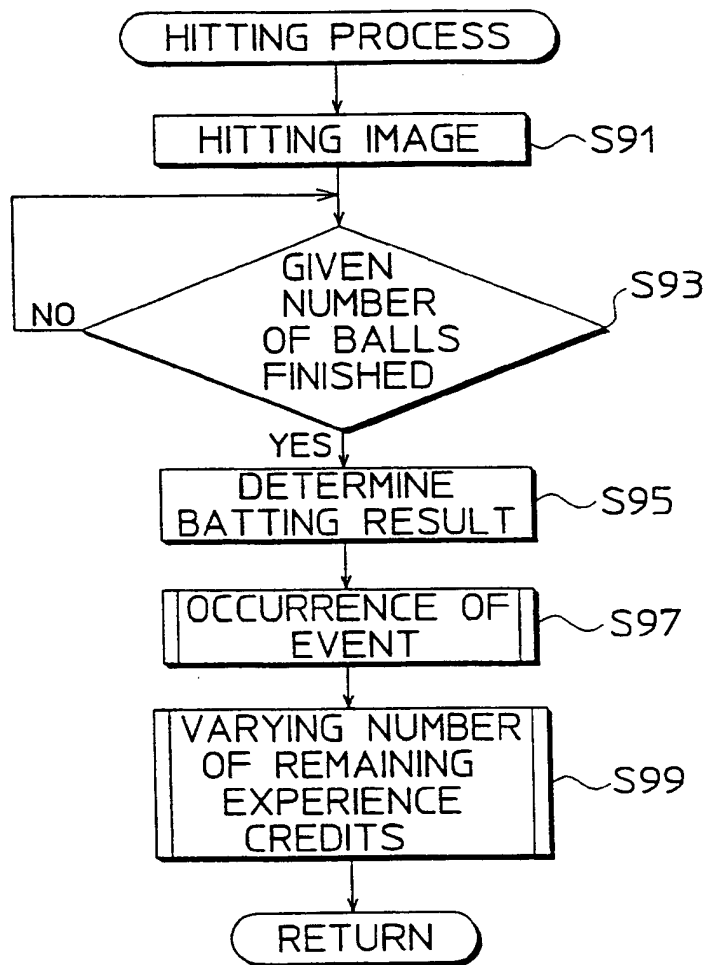 HITTING PROCESS
HITTING IMAGE
S91
GIVEN
NUMBER
OF BALLS
FINISHED
S93
NO
YES
DETERMINE
BATTING RESULT
S95
OCCURRENCE OF
EVENT
S97
VARYING NUMBER
OF REMAINING
EXPERIENCE
CREDITS
S99
RETURN